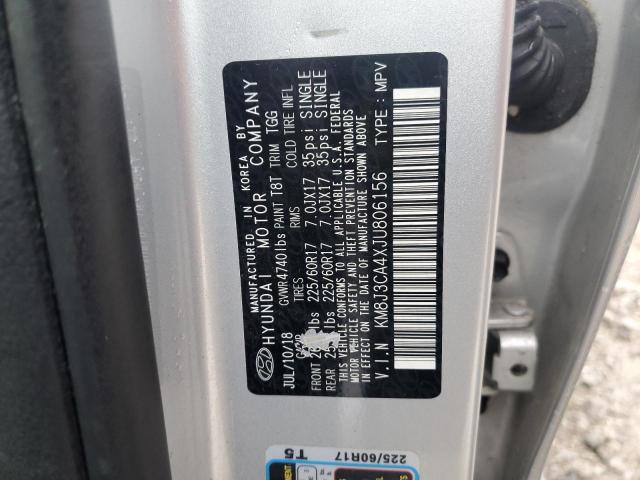 MANUFACTURED IN KOREA BY
HYUNDAI MOTOR COMPANY
JUL/10/18 GVWR 4740lbs PAINT T8T TRIM TGG
TIRES RIMS COLD TIRE INFL
FRONT lbs 225/60R17 7.0JX17 35psi SINGLE
REAR lbs 225/60R17 7.0JX17 35psi SINGLE
THIS VEHICLE CONFORMS TO ALL APPLICABLE U.S.A. FEDERAL
MOTOR VEHICLE SAFETY AND THEFT PREVENTION STANDARDS
IN EFFECT ON THE DATE OF MANUFACTURE SHOWN ABOVE
V.I.N KM8J3CA4XJU806156 TYPE : MPV
225/60R17
T5